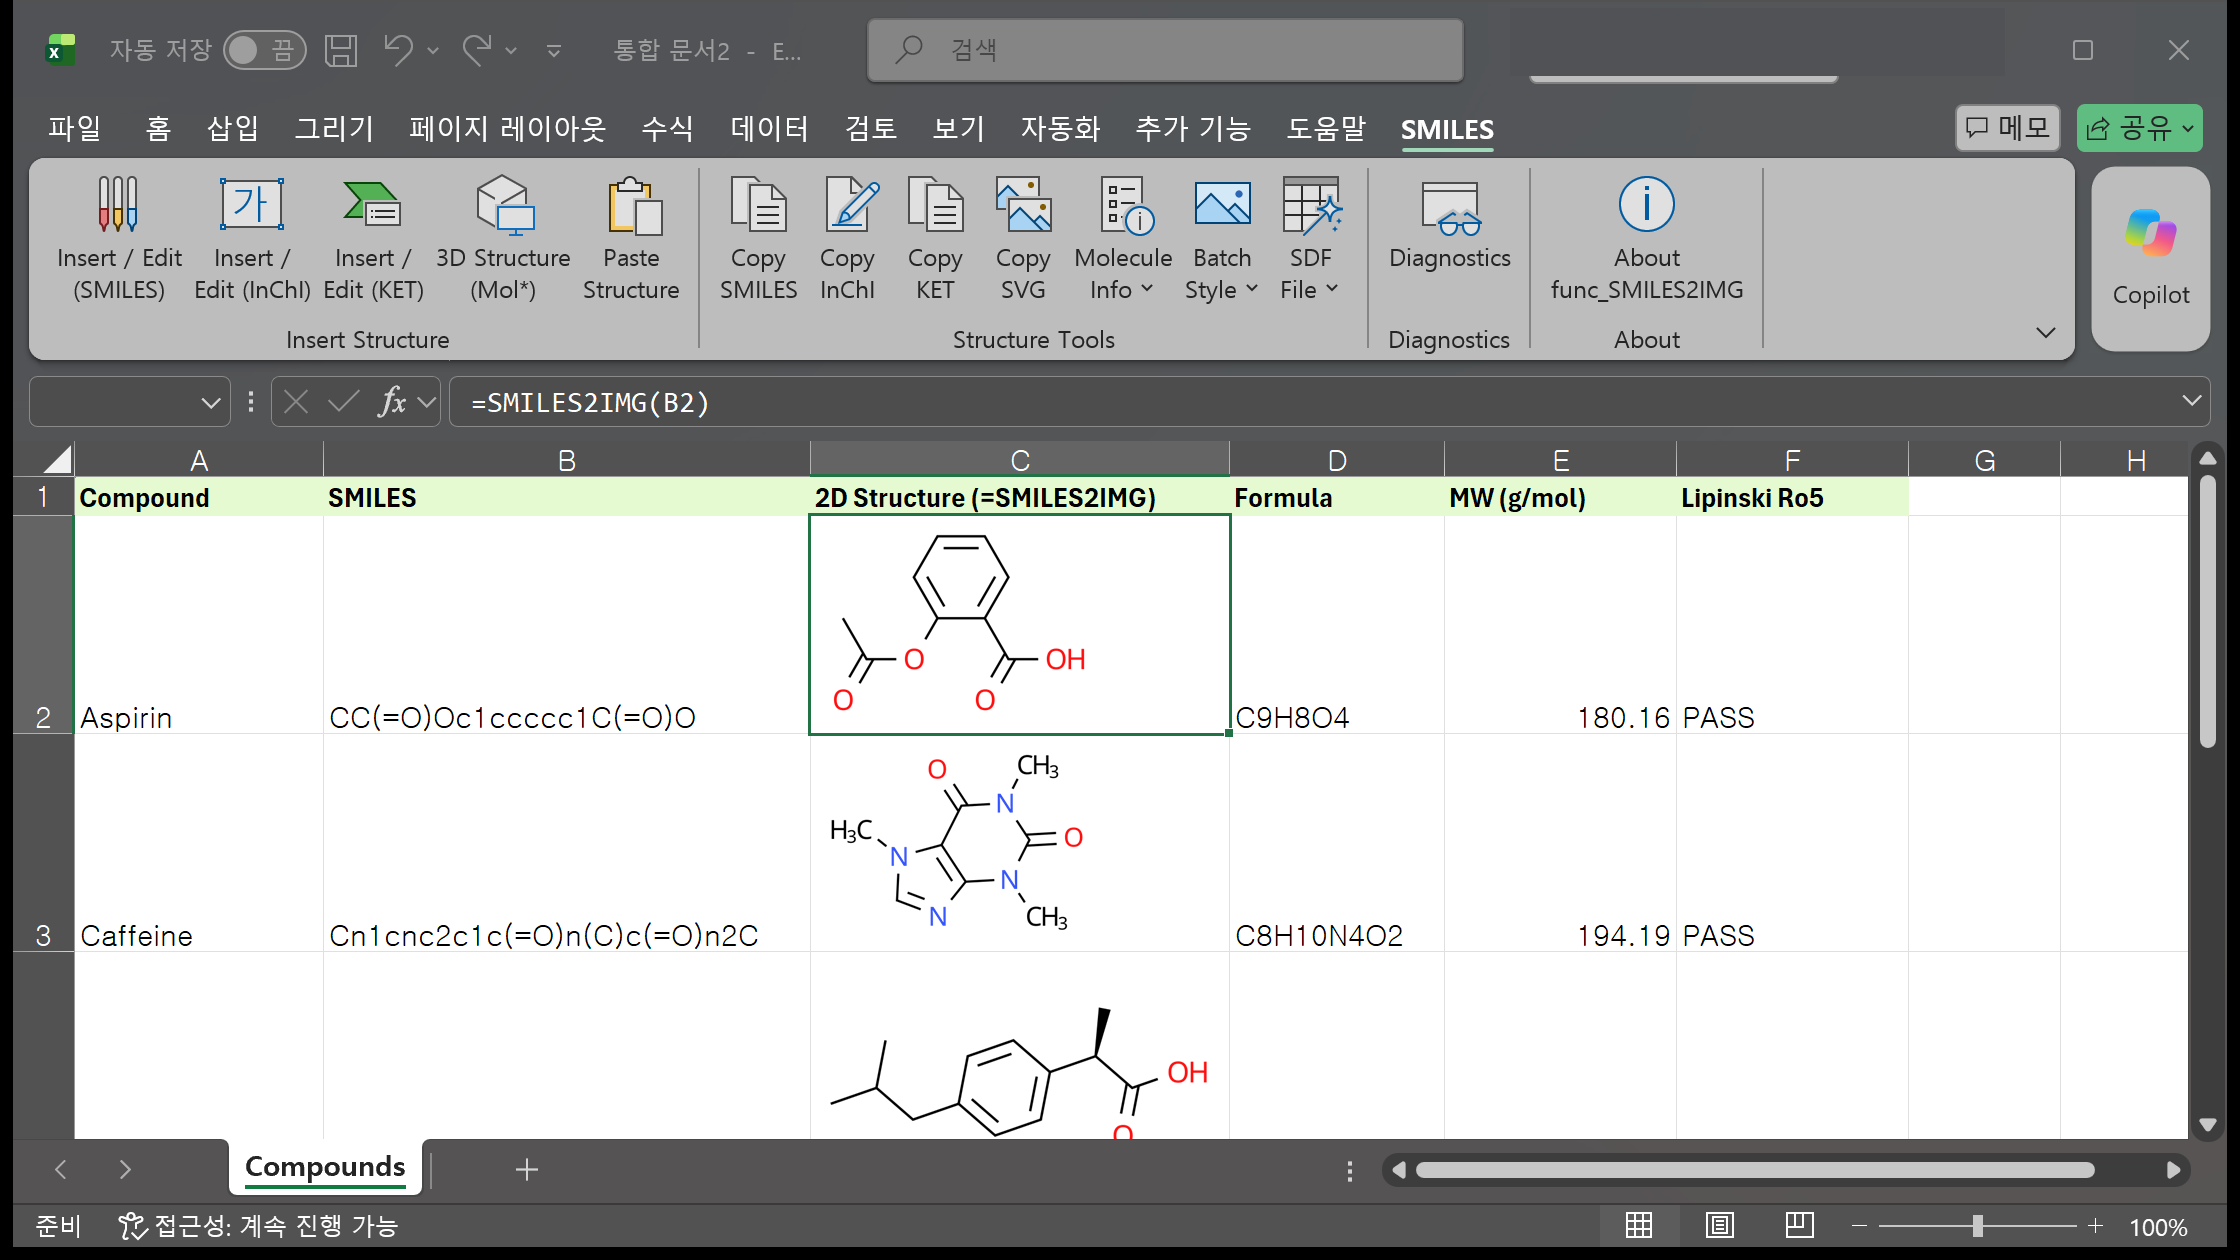 자동 저장 끔 통합 문서2 - E... 검색
파일 홈 삽입 그리기 페이지 레이아웃 수식 데이터 검토 보기 자동화 추가 기능 도움말 SMILES 메모 공유
Insert / Edit (SMILES)
가
Insert / Edit (InChI)
Insert / Edit (KET)
3D Structure (Mol*)
Paste Structure
Insert Structure
Copy SMILES
Copy InChI
Copy KET
Copy SVG
Molecule Info
Batch Style
SDF File
Structure Tools
Diagnostics
Diagnostics
About func_SMILES2IMG
About
Copilot
fx =SMILES2IMG(B2)
A B C D E F G H
1 Compound SMILES 2D Structure (=SMILES2IMG) Formula MW (g/mol) Lipinski Ro5
O O O OH
2 Aspirin CC(=O)Oc1ccccc1C(=O)O C9H8O4 180.16 PASS
O CH3
N
H3C O
N N
N CH3
3 Caffeine Cn1cnc2c1c(=O)n(C)c(=O)n2C C8H10N4O2 194.19 PASS
OH
O
Compounds
준비 접근성: 계속 진행 가능 100%